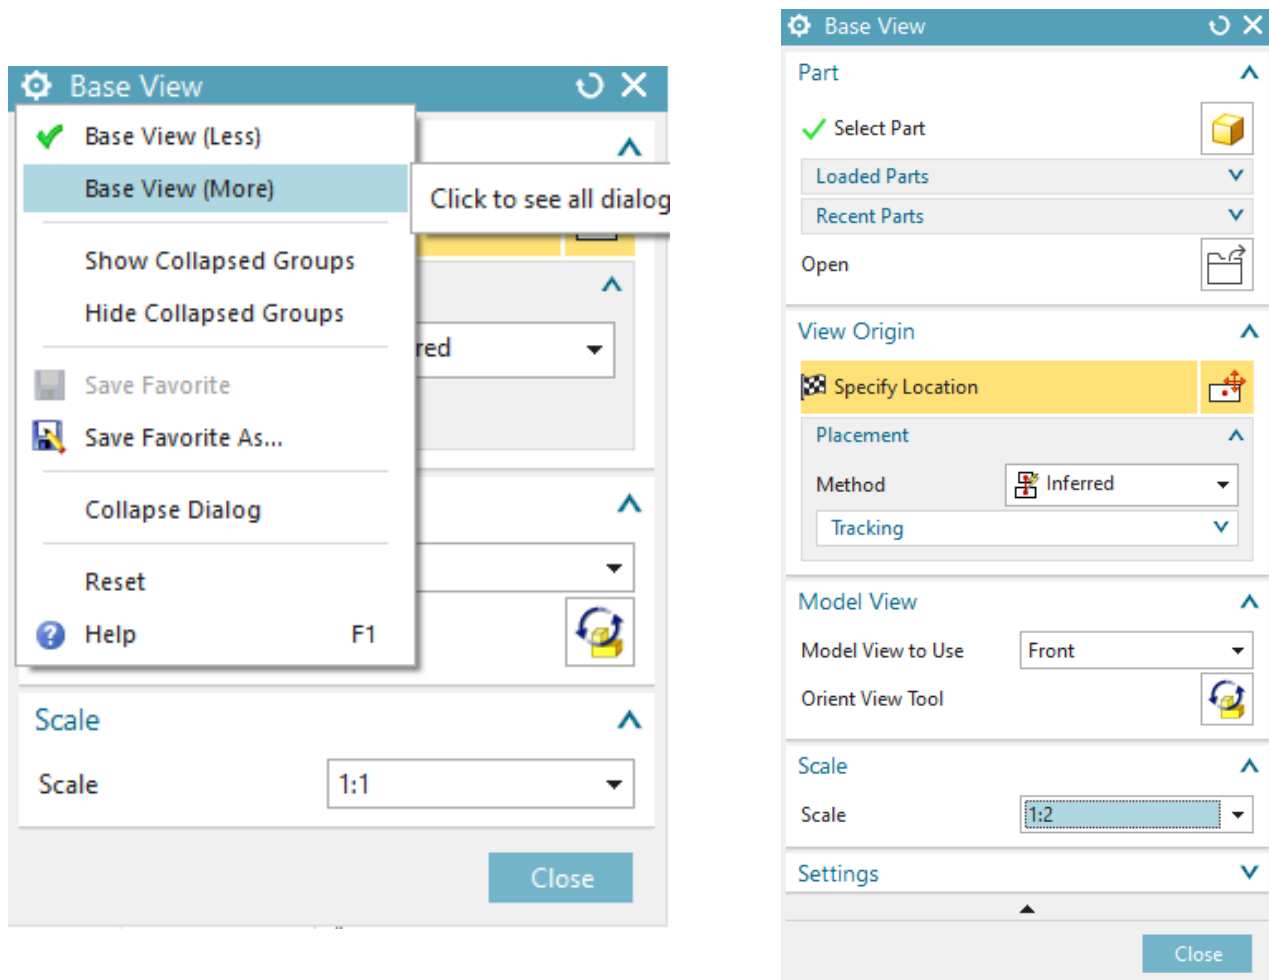 Base View
Base View (Less)
Base View (More)
Click to see all dialog
Show Collapsed Groups
Hide Collapsed Groups
red
Save Favorite
Save Favorite As...
Collapse Dialog
Reset
Help F1
Scale
Scale 1:1
Close
Base View
Part
Select Part
Loaded Parts
Recent Parts
Open
View Origin
Specify Location
Placement
Method Inferred
Tracking
Model View
Model View to Use Front
Orient View Tool
Scale
Scale 1:2
Settings
Close